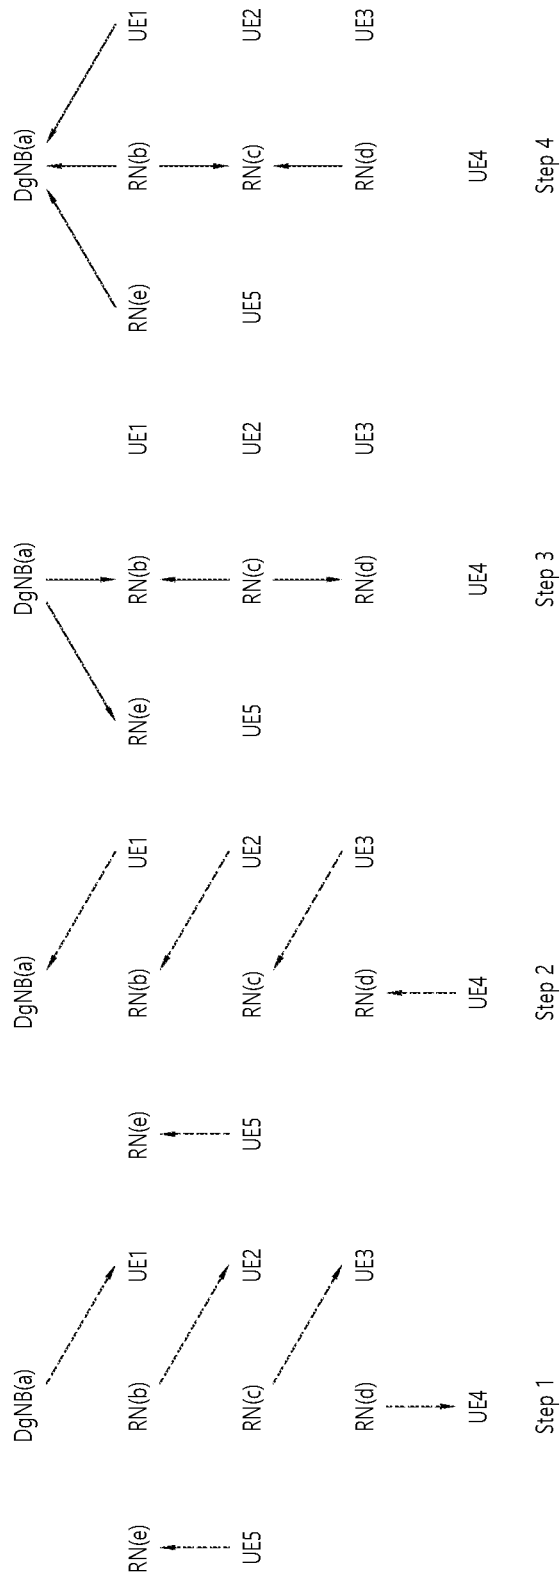 DgNB(a) DgNB(a) DgNB(a) DgNB(a)
RN(e) RN(b) UE1 RN(e) RN(b) UE1 RN(e) RN(b) UE1 RN(e) RN(b) UE1
UE5 RN(c) UE2 UE5 RN(c) UE2 UE5 RN(c) UE2 UE5 RN(c) UE2
RN(d) UE3 RN(d) UE3 RN(d) UE3 RN(d) UE3
UE4 UE4 UE4 UE4
Step 1 Step 2 Step 3 Step 4